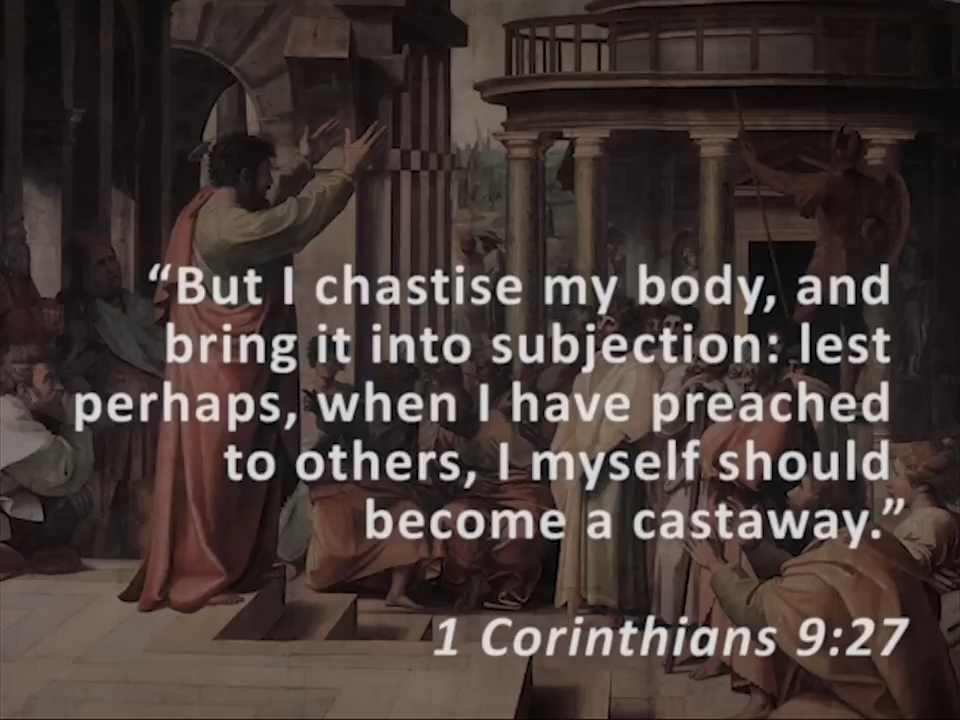 “But I chastise my body, and
bring it into subjection: lest
perhaps, when I have preached
to others, I myself should
become a castaway.”
1 Corinthians 9:27